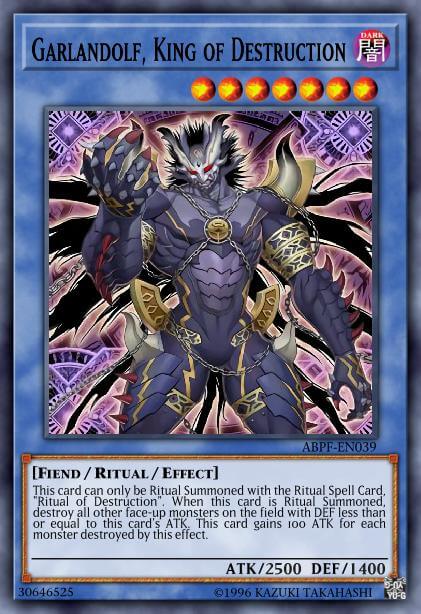 GARLANDOLF, KING OF DESTRUCTION
DARK
闇
ABPF-EN039
[FIEND / RITUAL / EFFECT]
This card can only be Ritual Summoned with the Ritual Spell Card,
"Ritual of Destruction". When this card is Ritual Summoned,
destroy all other face-up monsters on the field with DEF less than
or equal to this card's ATK. This card gains 100 ATK for each
monster destroyed by this effect.
ATK/2500 DEF/1400
30646525 ©1996 KAZUKI TAKAHASHI